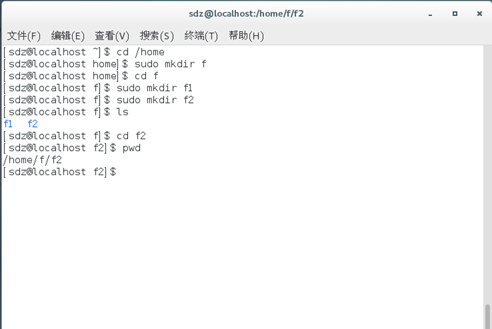 sdz@localhost:/home/f/f2
文件(F) 编辑(E) 查看(V) 搜索(S) 终端(T) 帮助(H)
[sdz@localhost ~]$ cd /home
[sdz@localhost home]$ sudo mkdir f
[sdz@localhost home]$ cd f
[sdz@localhost f]$ sudo mkdir f1
[sdz@localhost f]$ sudo mkdir f2
[sdz@localhost f]$ ls
f1 f2
[sdz@localhost f]$ cd f2
[sdz@localhost f2]$ pwd
/home/f/f2
[sdz@localhost f2]$